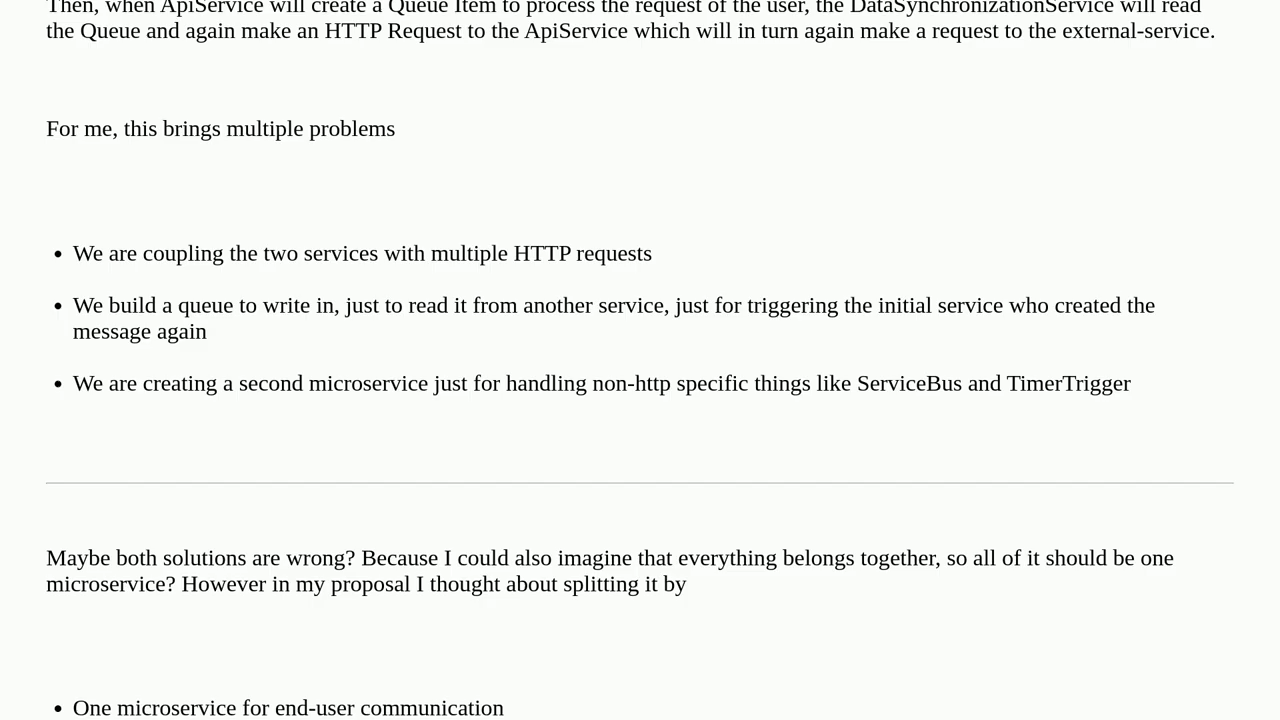 Then, when ApiService will create a Queue Item to process the request of the user, the DataSynchronizationService will read
the Queue and again make an HTTP Request to the ApiService which will in turn again make a request to the external-service.
For me, this brings multiple problems
• We are coupling the two services with multiple HTTP requests
• We build a queue to write in, just to read it from another service, just for triggering the initial service who created the
message again
• We are creating a second microservice just for handling non-http specific things like ServiceBus and TimerTrigger
Maybe both solutions are wrong? Because I could also imagine that everything belongs together, so all of it should be one
microservice? However in my proposal I thought about splitting it by
• One microservice for end-user communication